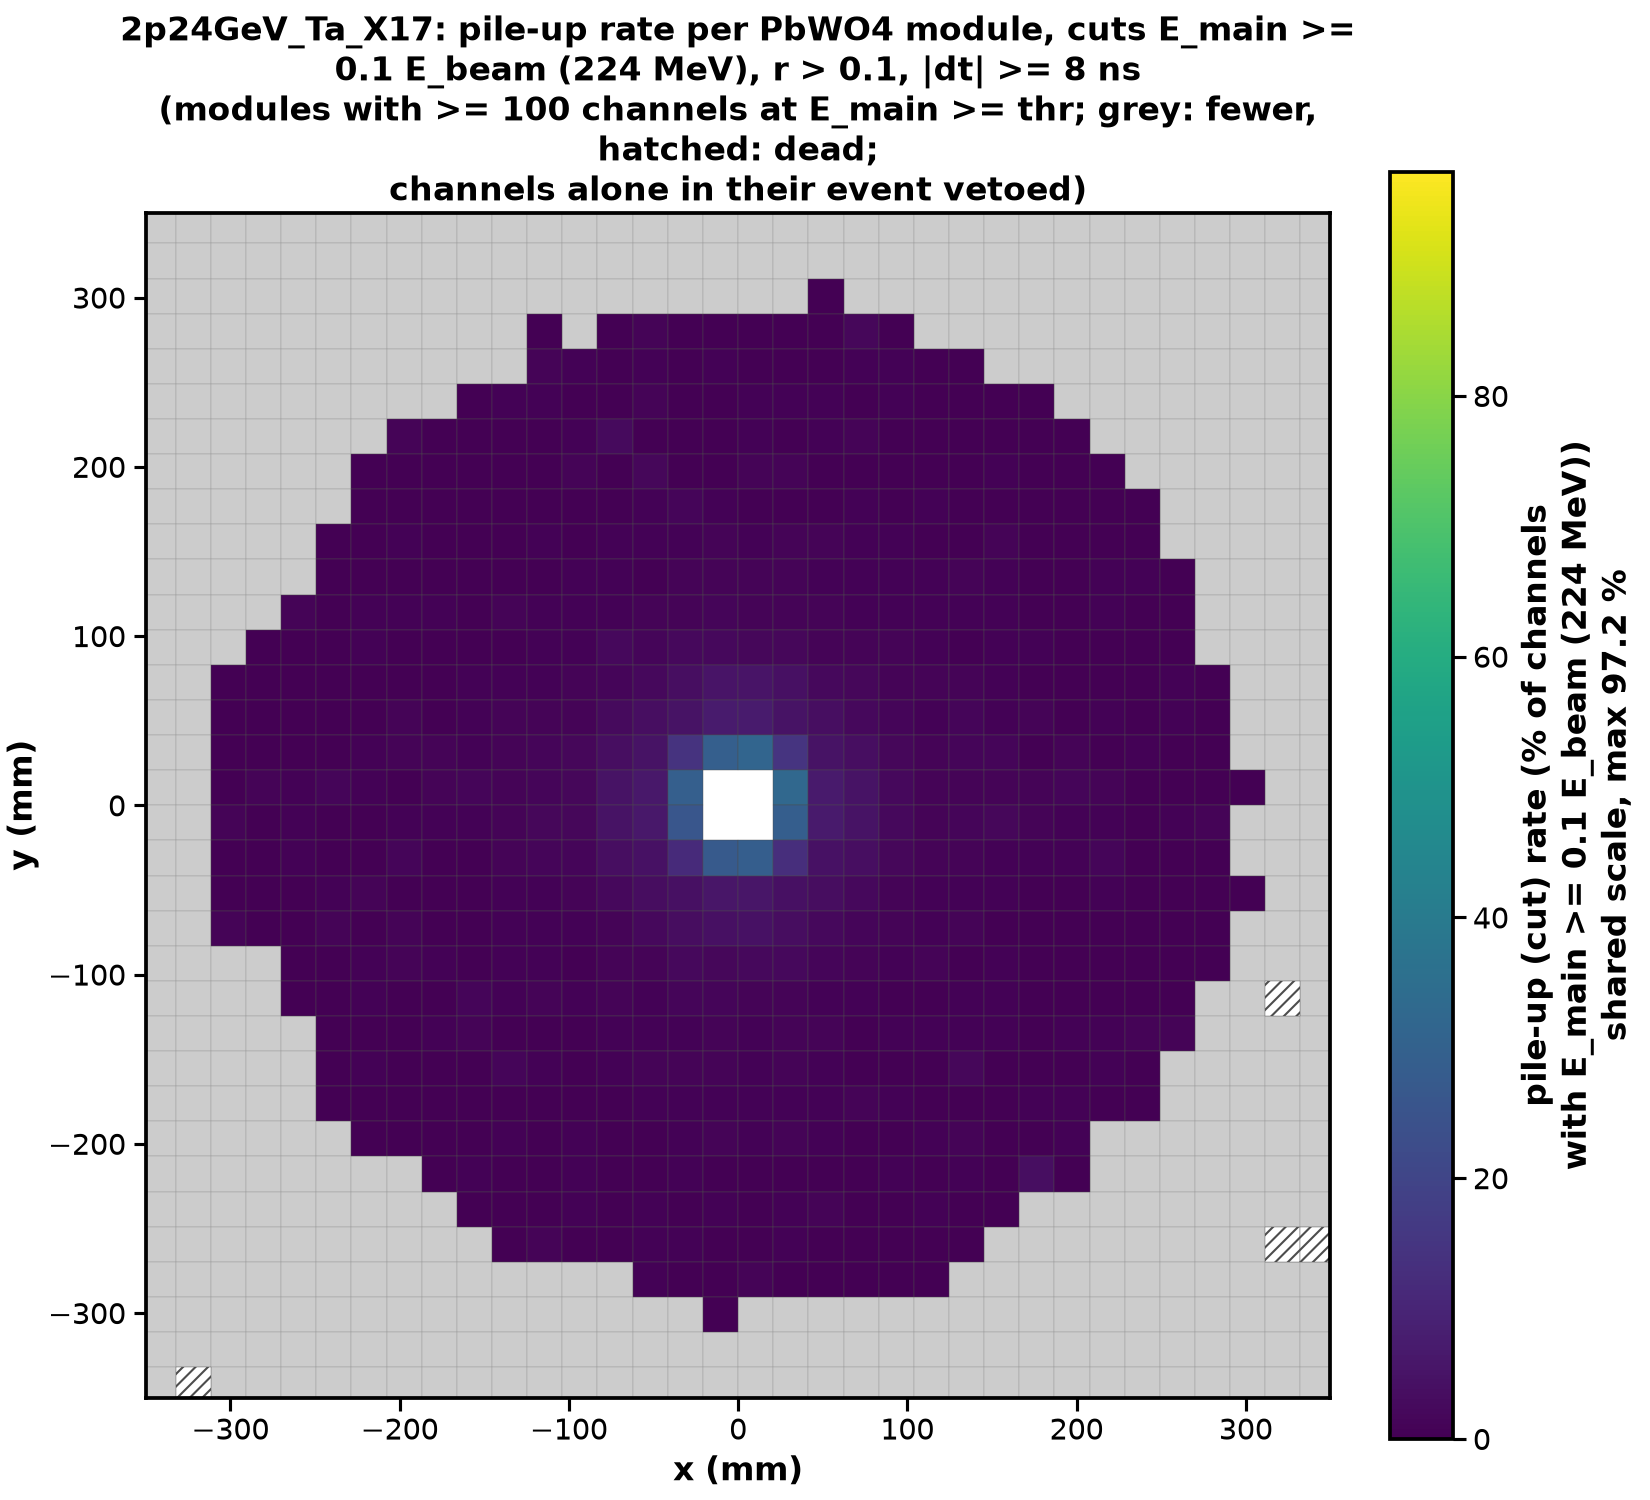 2p24GeV_Ta_X17: pile-up rate per PbWO4 module, cuts E_main >=
0.1 E_beam (224 MeV), r > 0.1, |dt| >= 8 ns
(modules with >= 100 channels at E_main >= thr; grey: fewer,
hatched: dead;
channels alone in their event vetoed)
300
200
100
0
−100
−200
−300
y (mm)
−300
−200
−100
0
100
200
300
x (mm)
80
60
40
20
0
pile-up (cut) rate (% of channels
with E_main >= 0.1 E_beam (224 MeV))
shared scale, max 97.2 %